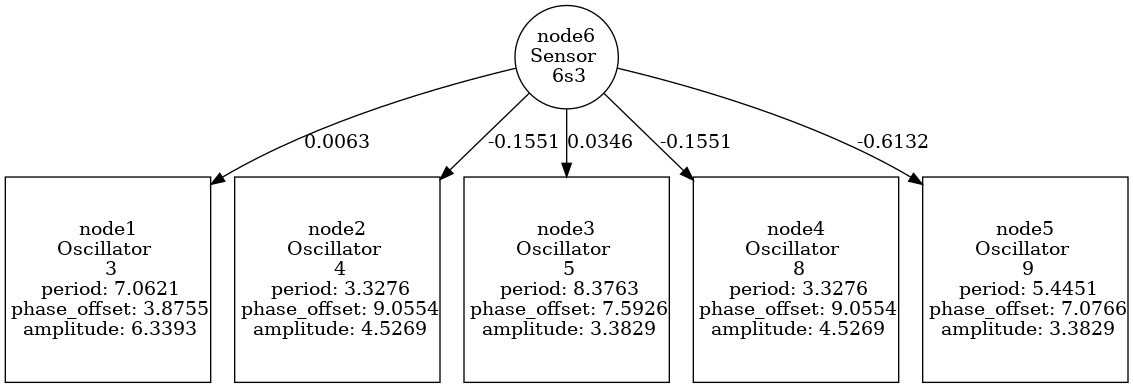 node6
Sensor
6s3
0.0063
-0.1551
0.0346
-0.1551
-0.6132
node1
Oscillator
3
period: 7.0621
phase_offset: 3.8755
amplitude: 6.3393
node2
Oscillator
4
period: 3.3276
phase_offset: 9.0554
amplitude: 4.5269
node3
Oscillator
5
period: 8.3763
phase_offset: 7.5926
amplitude: 3.3829
node4
Oscillator
8
period: 3.3276
phase_offset: 9.0554
amplitude: 4.5269
node5
Oscillator
9
period: 5.4451
phase_offset: 7.0766
amplitude: 3.3829